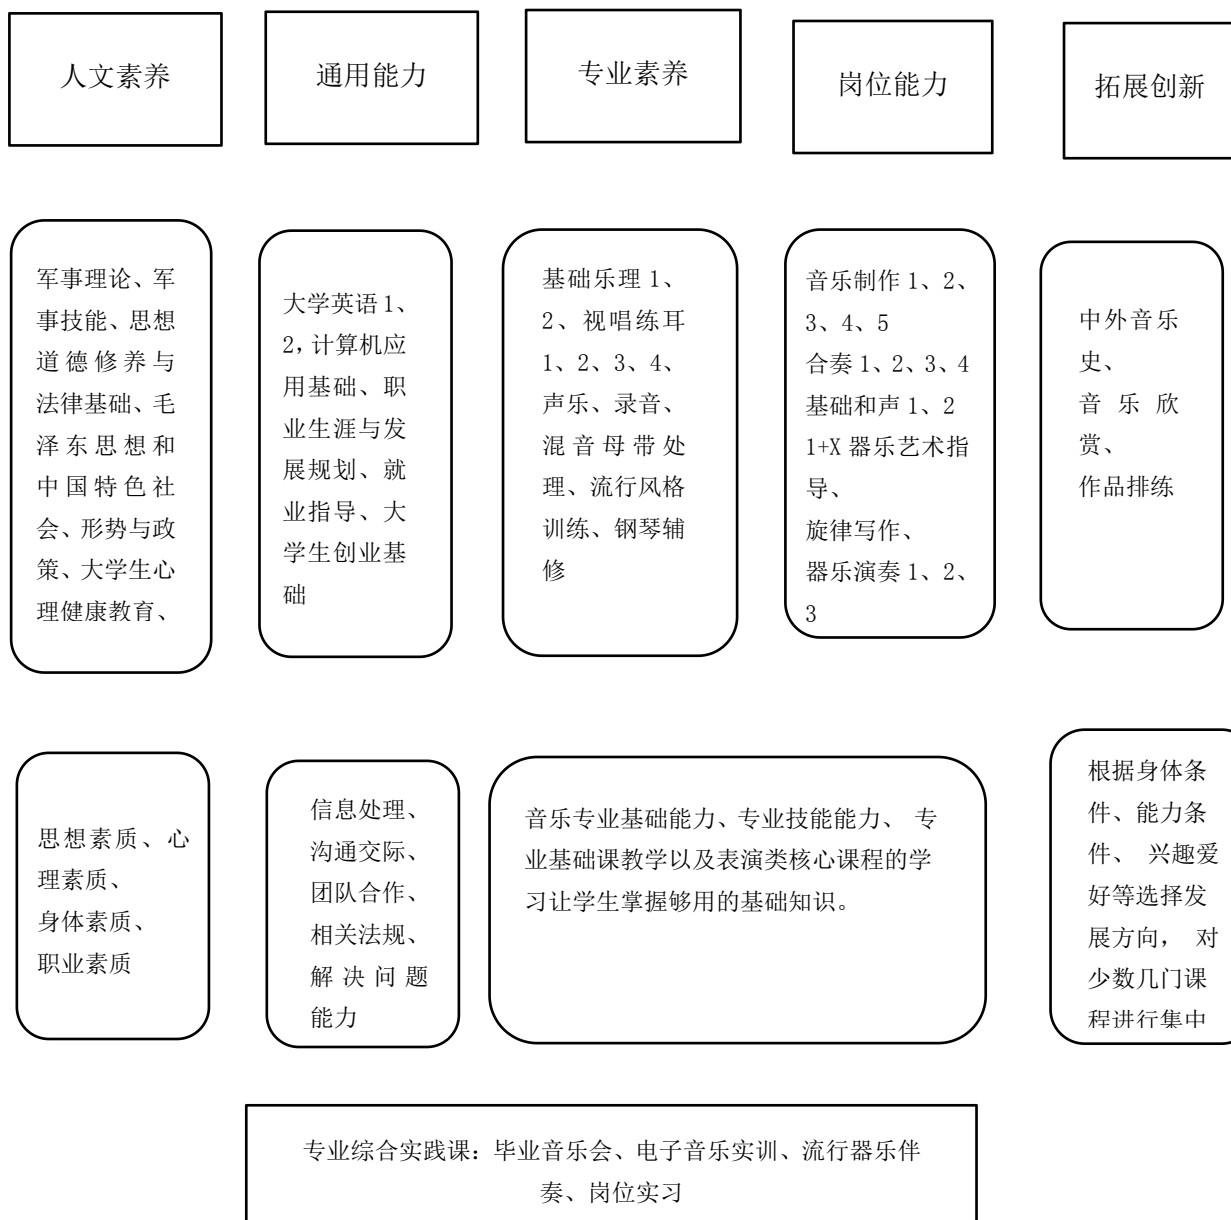 人文素养
通用能力
专业素养
岗位能力
拓展创新
军事理论、军
事技能、思想
道德修养与
法律基础、毛
泽东思想和
中国特色社
会、形势与政
策、大学生心
理健康教育、
大学英语 1、
2，计算机应
用基础、职
业生涯与发
展规划、就
业指导、大
学生创业基
础
基础乐理 1、
2、视唱练耳
1、2、3、4、
声乐、录音、
混音母带处
理、流行风格
训练、钢琴辅
修
音乐制作 1、2、
3、4、5
合奏 1、2、3、4
基础和声 1、2
1+X 器乐艺术指
导、
旋律写作、
器乐演奏 1、2、
3
中外音乐
史、
音乐欣
赏、
作品排练
思想素质、心
理素质、
身体素质、
职业素质
信息处理、
沟通交际、
团队合作、
相关法规、
解决问题
能力
音乐专业基础能力、专业技能能力、 专
业基础课教学以及表演类核心课程的学
习让学生掌握够用的基础知识。
根据身体条
件、能力条
件、 兴趣爱
好等选择发
展方向， 对
少数几门课
程进行集中
专业综合实践课：毕业音乐会、电子音乐实训、流行器乐伴
奏、岗位实习